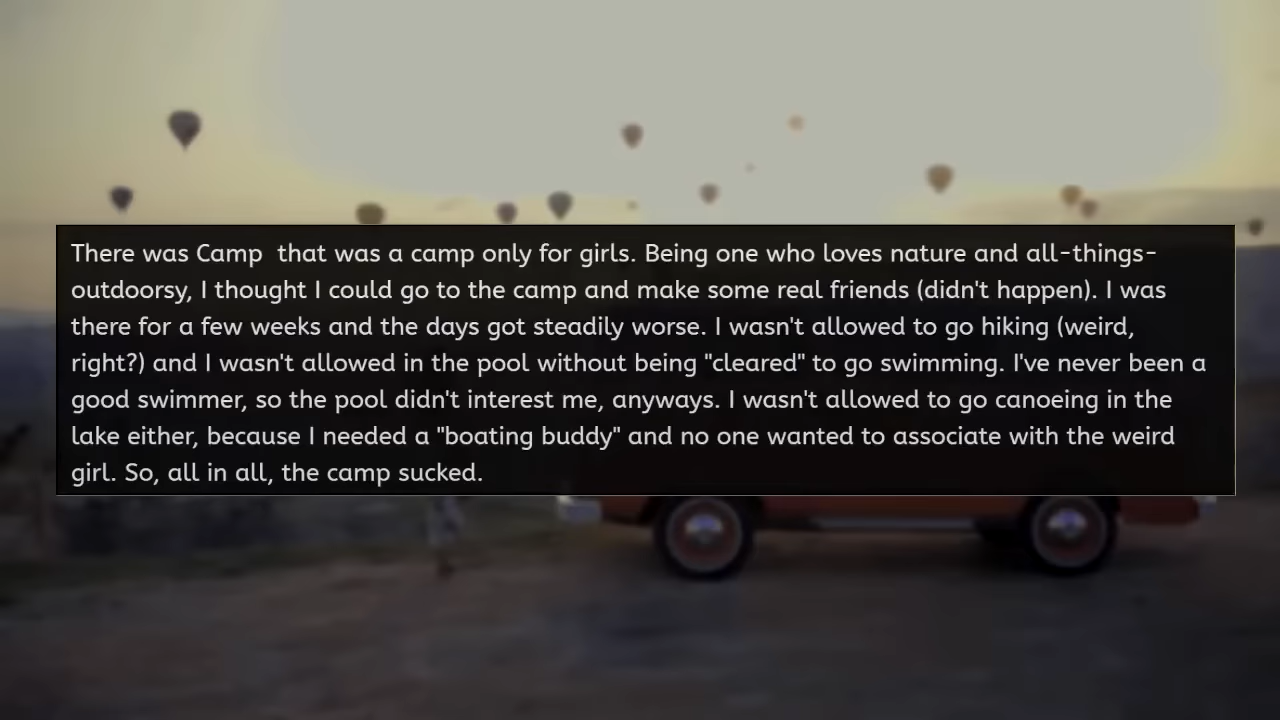 There was Camp  that was a camp only for girls. Being one who loves nature and all-things-
outdoorsy, I thought I could go to the camp and make some real friends (didn't happen). I was
there for a few weeks and the days got steadily worse. I wasn't allowed to go hiking (weird,
right?) and I wasn't allowed in the pool without being "cleared" to go swimming. I've never been a
good swimmer, so the pool didn't interest me, anyways. I wasn't allowed to go canoeing in the
lake either, because I needed a "boating buddy" and no one wanted to associate with the weird
girl. So, all in all, the camp sucked.